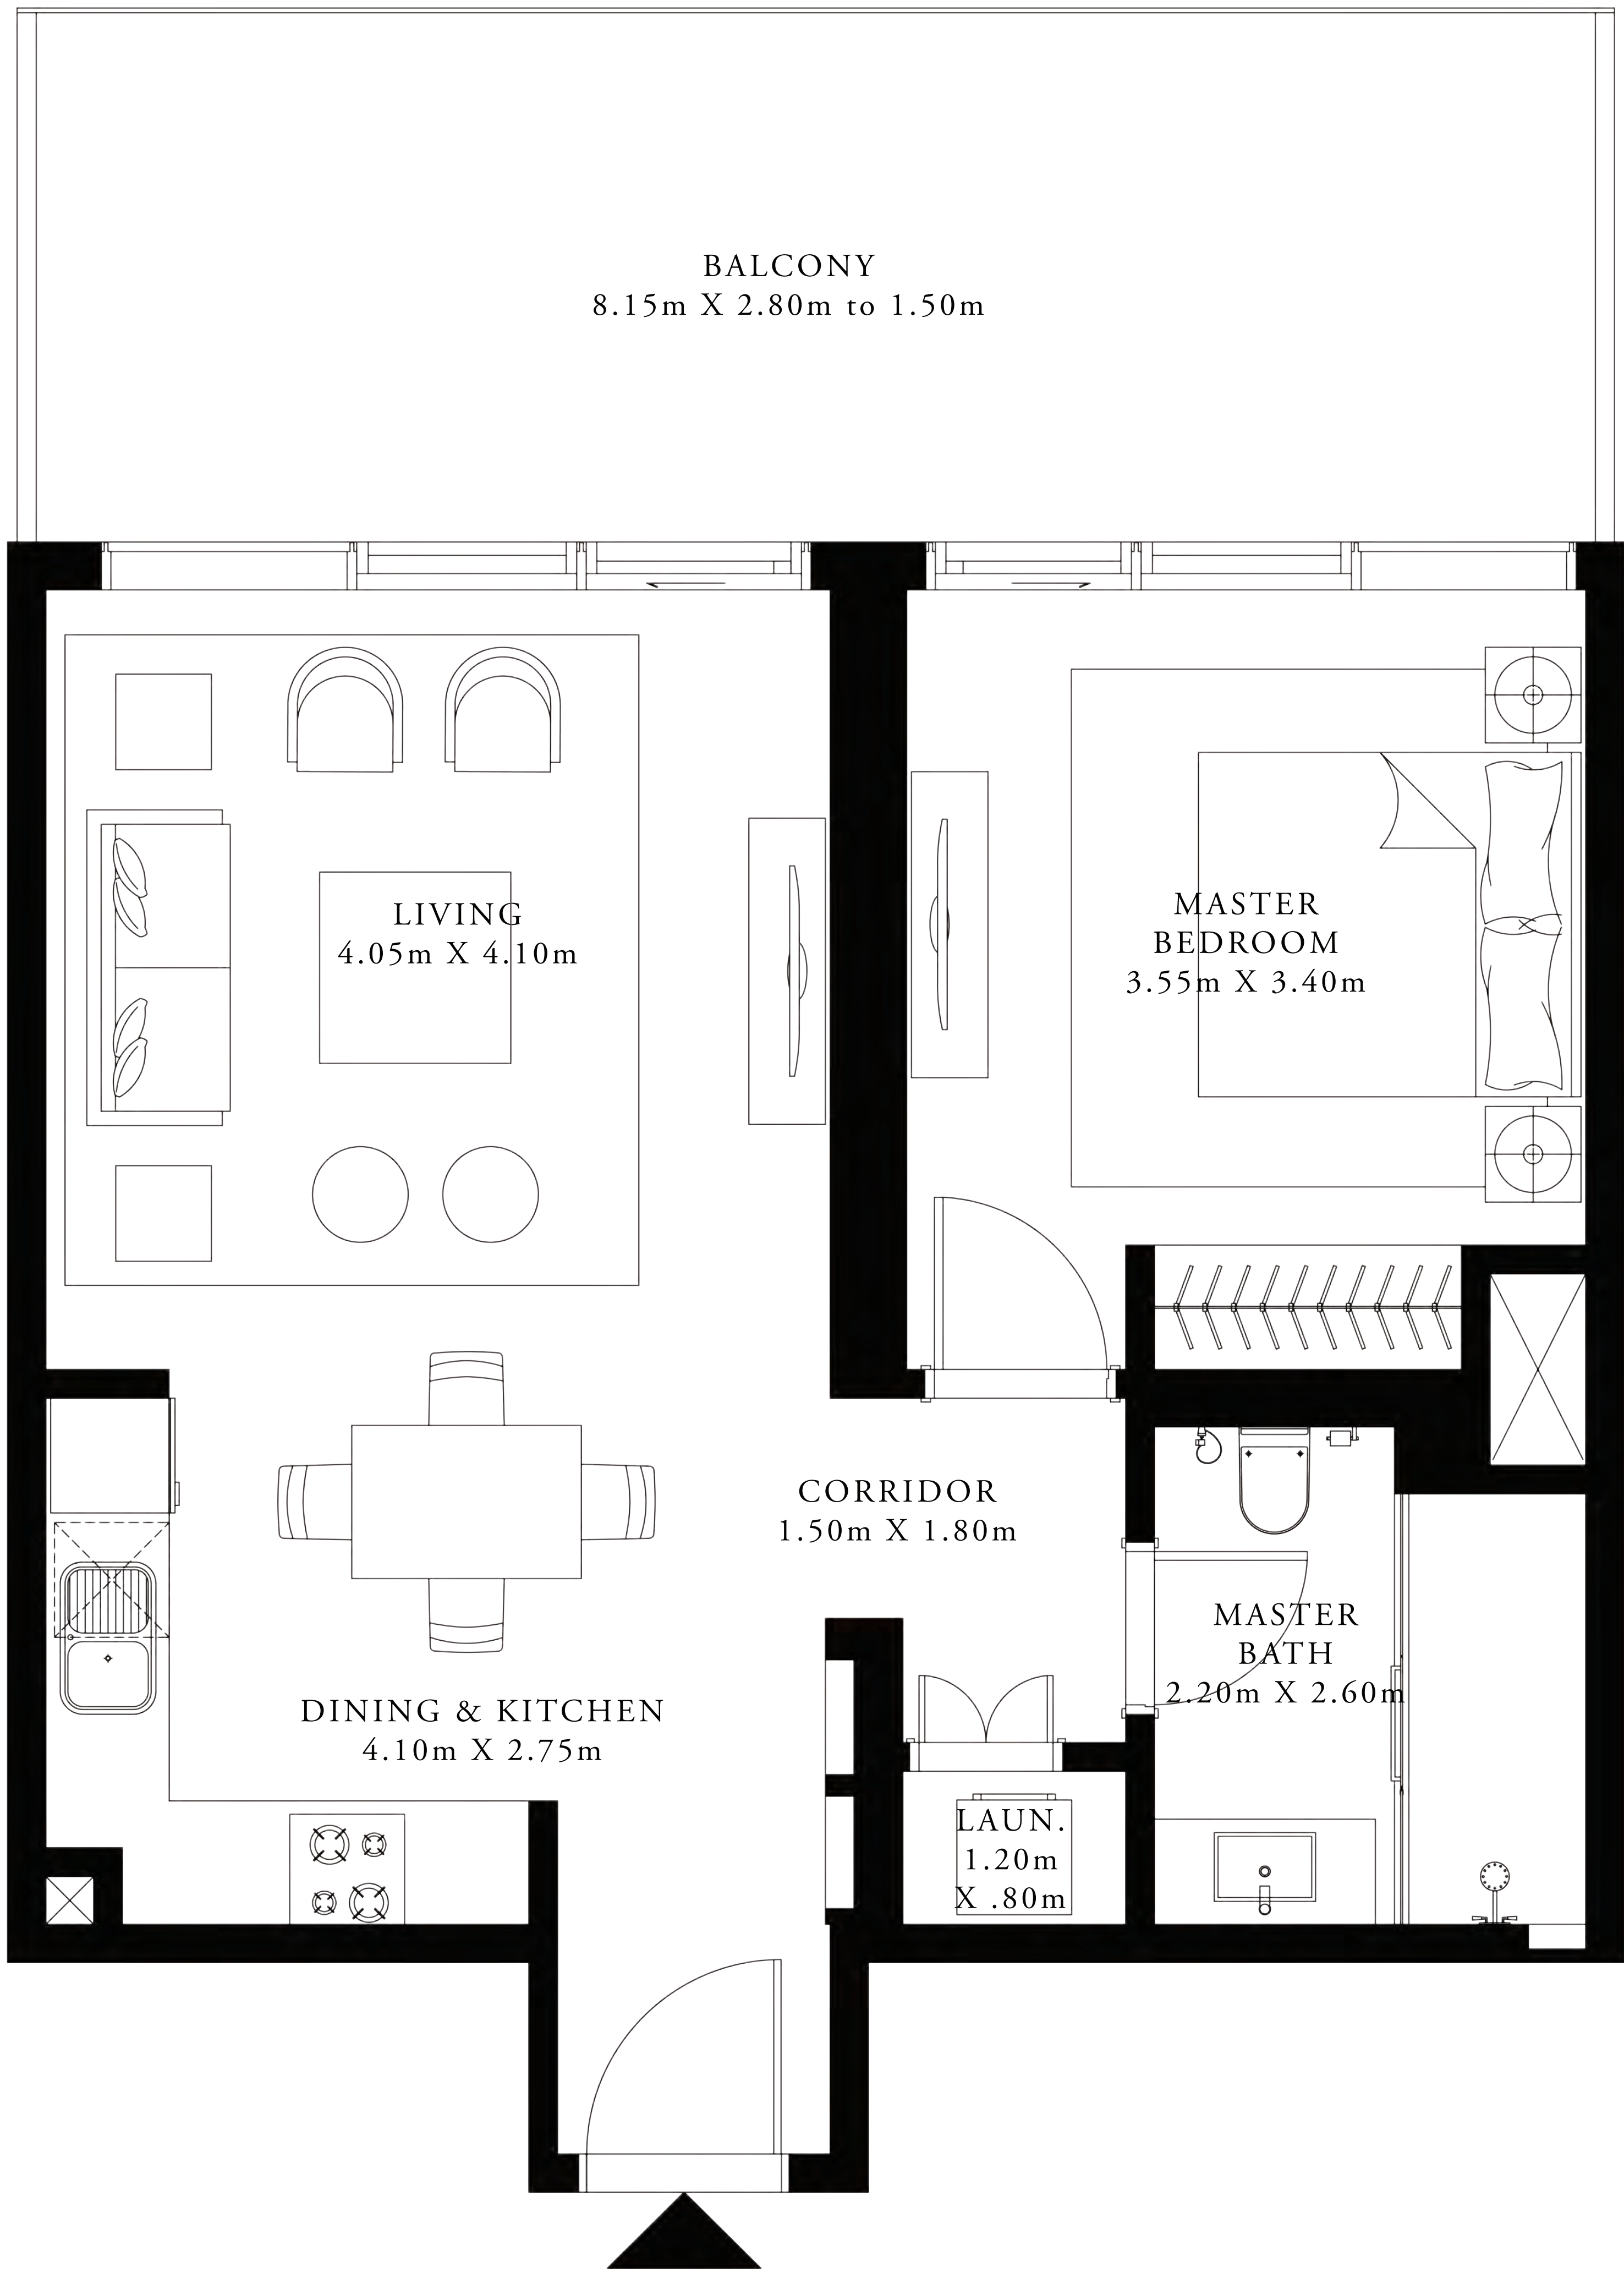 BALCONY
8.15m X 2.80m to 1.50m
LIVING
4.05m X 4.10m
MASTER
BEDROOM
3.55m X 3.40m
CORRIDOR
1.50m X 1.80m
MASTER
BATH
2.20m X 2.60m
DINING & KITCHEN
4.10m X 2.75m
LAUN.
1.20m
X .80m